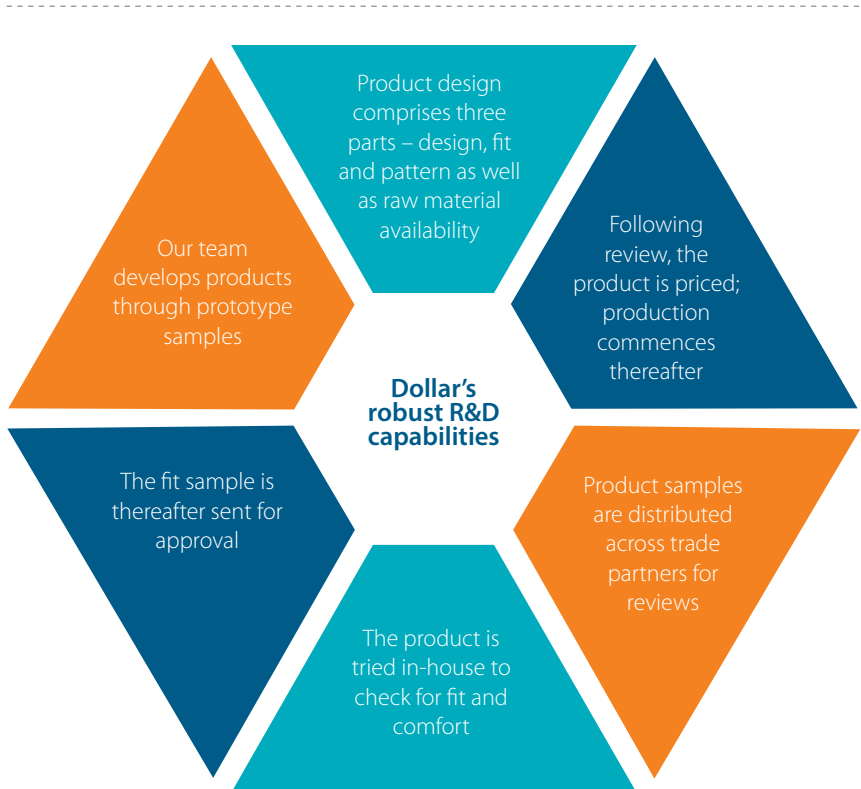 Product design
comprises three
parts – design, fit
and pattern as well
as raw material
availability
Our team
develops products
through prototype
samples
Following
review, the
product is priced;
production
commences
thereafter
Dollar’s
robust R&D
capabilities
The fit sample is
thereafter sent for
approval
Product samples
are distributed
across trade
partners for
reviews
The product is
tried in-house to
check for fit and
comfort